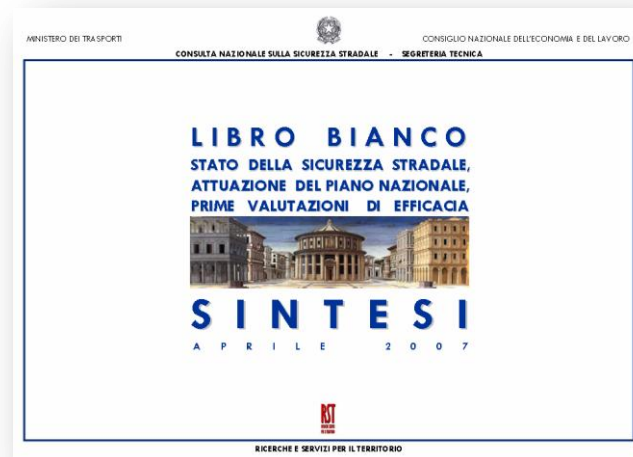 MINISTERO DEI TRASPORTI
CONSIGLIO NAZIONALE DELL'ECONOMIA E DEL LAVORO
CONSULTA NAZIONALE SULLA SICUREZZA STRADALE - SEGRETERIA TECNICA
LIBRO BIANCO
STATO DELLA SICUREZZA STRADALE,
ATTUAZIONE DEL PIANO NAZIONALE,
PRIME VALUTAZIONI DI EFFICACIA
SINTESI
APRILE 2007
RST
RICERCHE E SERVIZI PER IL TERRITORIO